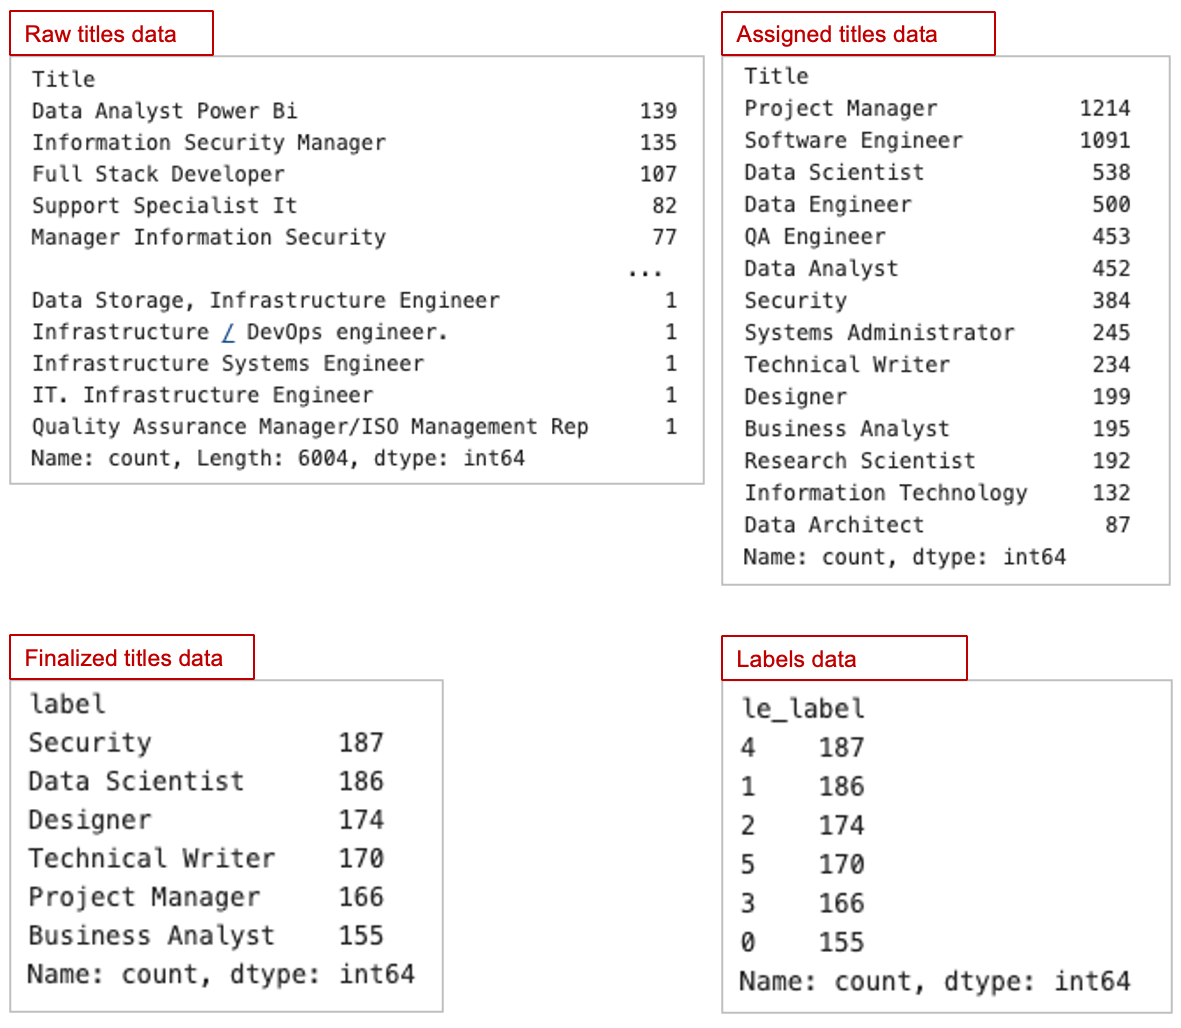 Raw titles data
Title
Data Analyst Power Bi 139
Information Security Manager 135
Full Stack Developer 107
Support Specialist It 82
Manager Information Security 77
...
Data Storage, Infrastructure Engineer 1
Infrastructure / DevOps engineer. 1
Infrastructure Systems Engineer 1
IT. Infrastructure Engineer 1
Quality Assurance Manager/ISO Management Rep 1
Name: count, Length: 6004, dtype: int64
Assigned titles data
Title
Project Manager 1214
Software Engineer 1091
Data Scientist 538
Data Engineer 500
QA Engineer 453
Data Analyst 452
Security 384
Systems Administrator 245
Technical Writer 234
Designer 199
Business Analyst 195
Research Scientist 192
Information Technology 132
Data Architect 87
Name: count, dtype: int64
Finalized titles data
label
Security 187
Data Scientist 186
Designer 174
Technical Writer 170
Project Manager 166
Business Analyst 155
Name: count, dtype: int64
Labels data
le_label
4 187
1 186
2 174
5 170
3 166
0 155
Name: count, dtype: int64